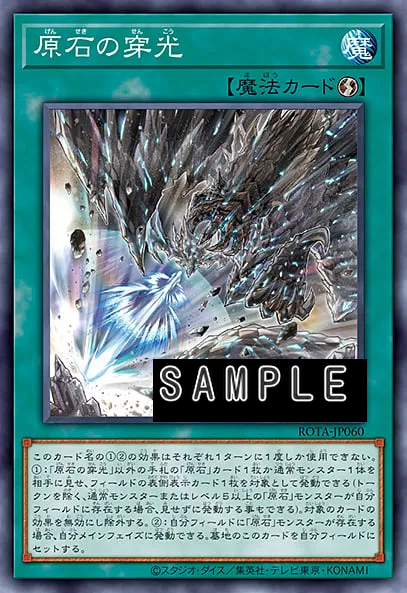 げん せき せん こう
原石の穿光
魔
ま ほう
【魔法カード】
SAMPLE
ROTA-JP060
このカード名の①②の効果はそれぞれ1ターンに1度しか使用できない。
①:「原石の穿光」以外の手札の「原石」カード1枚か通常モンスター1体を
相手に見せ、フィールドの表側表示カード1枚を対象として発動できる(トー
クンを除く、通常モンスターまたはレベル5以上の「原石」モンスターが自分
フィールドに存在する場合、見せずに発動する事もできる)。対象のカードの
効果を無効にし除外する。②:自分フィールドに「原石」モンスターが存在する
場合、自分メインフェイズに発動できる。墓地のこのカードを自分フィールドに
セットする。
©スタジオ・ダイス/集英社・テレビ東京・KONAMI